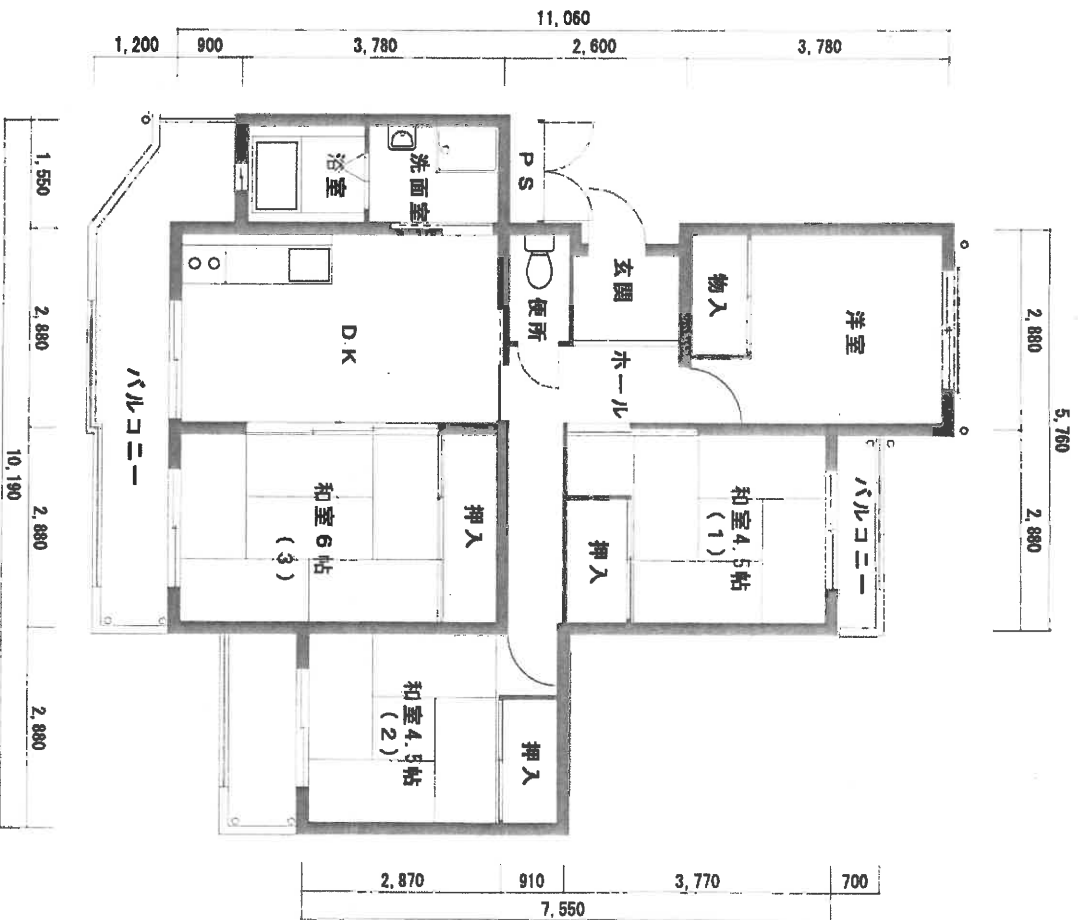 11,060
1,200
900
3,780
2,600
3,780
1,550
2,880
2,880
2,880
10,190
浴室
洗面室
PS
玄関
物入
洋室
便所
DK
ホール
バルコニー
和室6帖
(3)
押入
和室4.5帖
(1)
押入
バルコニー
和室4.5帖
(2)
押入
2,880
2,880
5,760
2,870
910
3,770
700
7,550